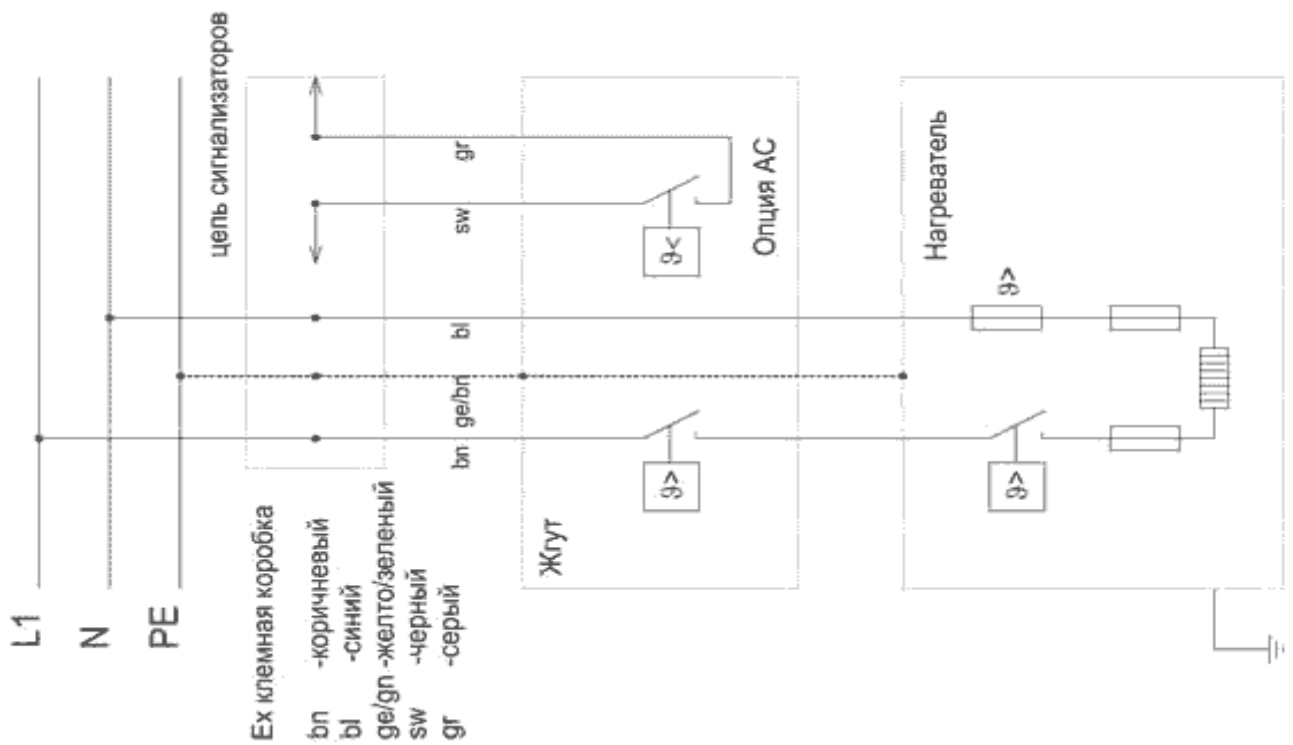 L1
N
PE
цепь сигнализаторов
Ex клемная коробка
bn -коричневый
bl -синий
ge/gn -желто/зеленый
sw -черный
gr -серый
bn
ge/bn
bl
sw
gr
Жгут
ϑ>
ϑ<
Опция АС
Нагреватель
ϑ>
ϑ>